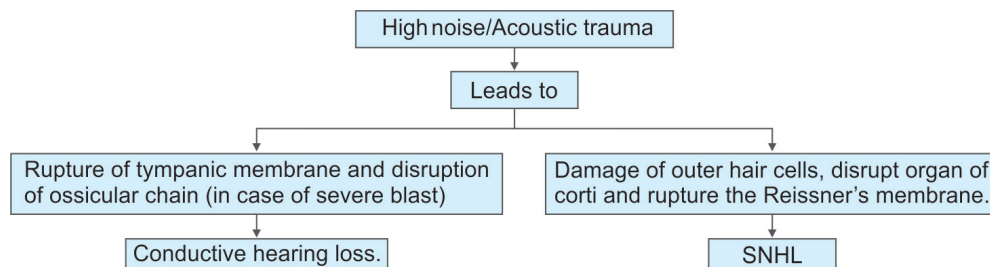 High noise/Acoustic trauma
Leads to
Rupture of tympanic membrane and disruption
of ossicular chain (in case of severe blast)
Damage of outer hair cells, disrupt organ of
corti and rupture the Reissner's membrane.
Conductive hearing loss.
SNHL